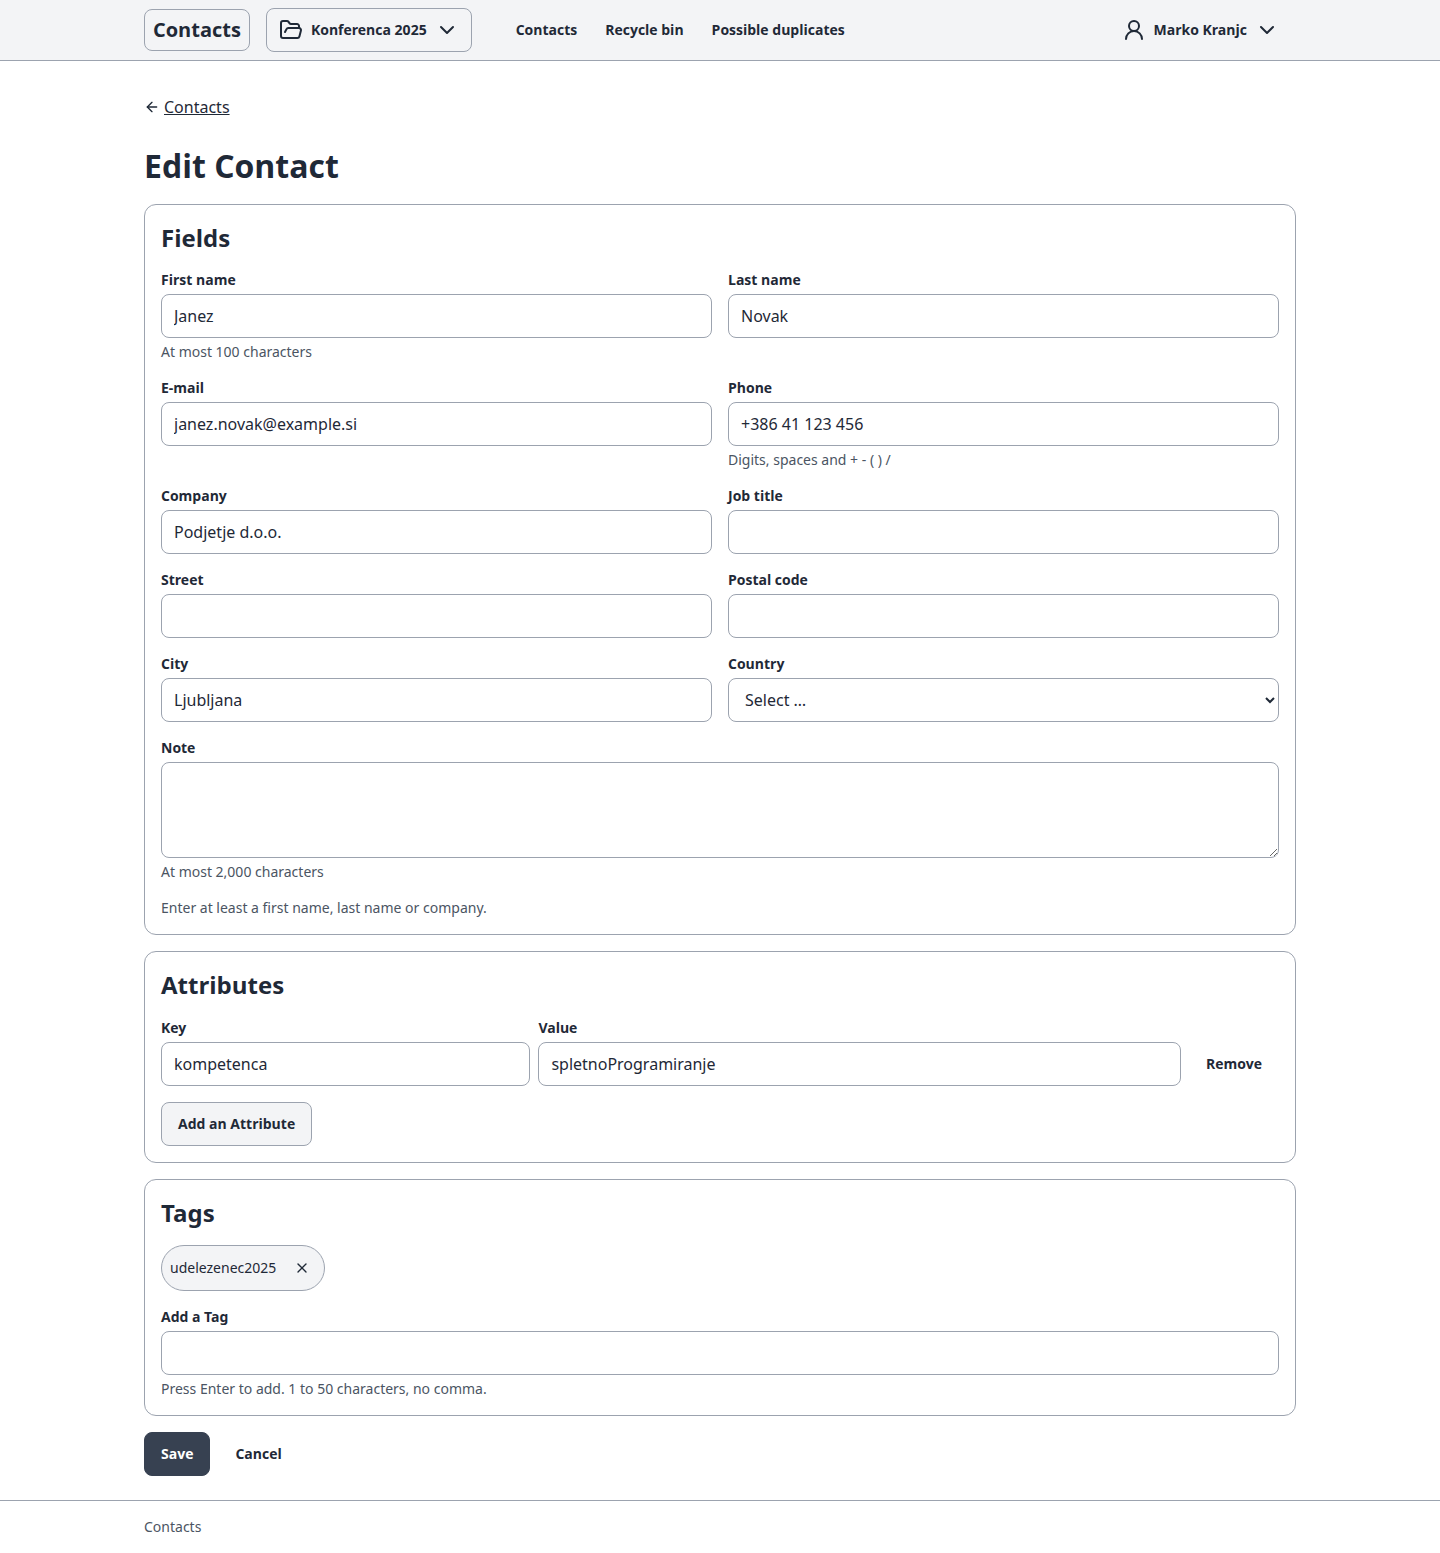 Contacts Konferenca 2025 Contacts Recycle bin Possible duplicates Marko Kranjc
Contacts
Edit Contact
Fields
First name Last name
Janez Novak
At most 100 characters
E-mail Phone
janez.novak@example.si +386 41 123 456
Digits, spaces and + - ( ) /
Company Job title
Podjetje d.o.o.
Street Postal code
City Country
Ljubljana Select ...
Note
At most 2,000 characters
Enter at least a first name, last name or company.
Attributes
Key Value
kompetenca spletnoProgramiranje Remove
Add an Attribute
Tags
udelezenec2025
Add a Tag
Press Enter to add. 1 to 50 characters, no comma.
Save Cancel
Contacts